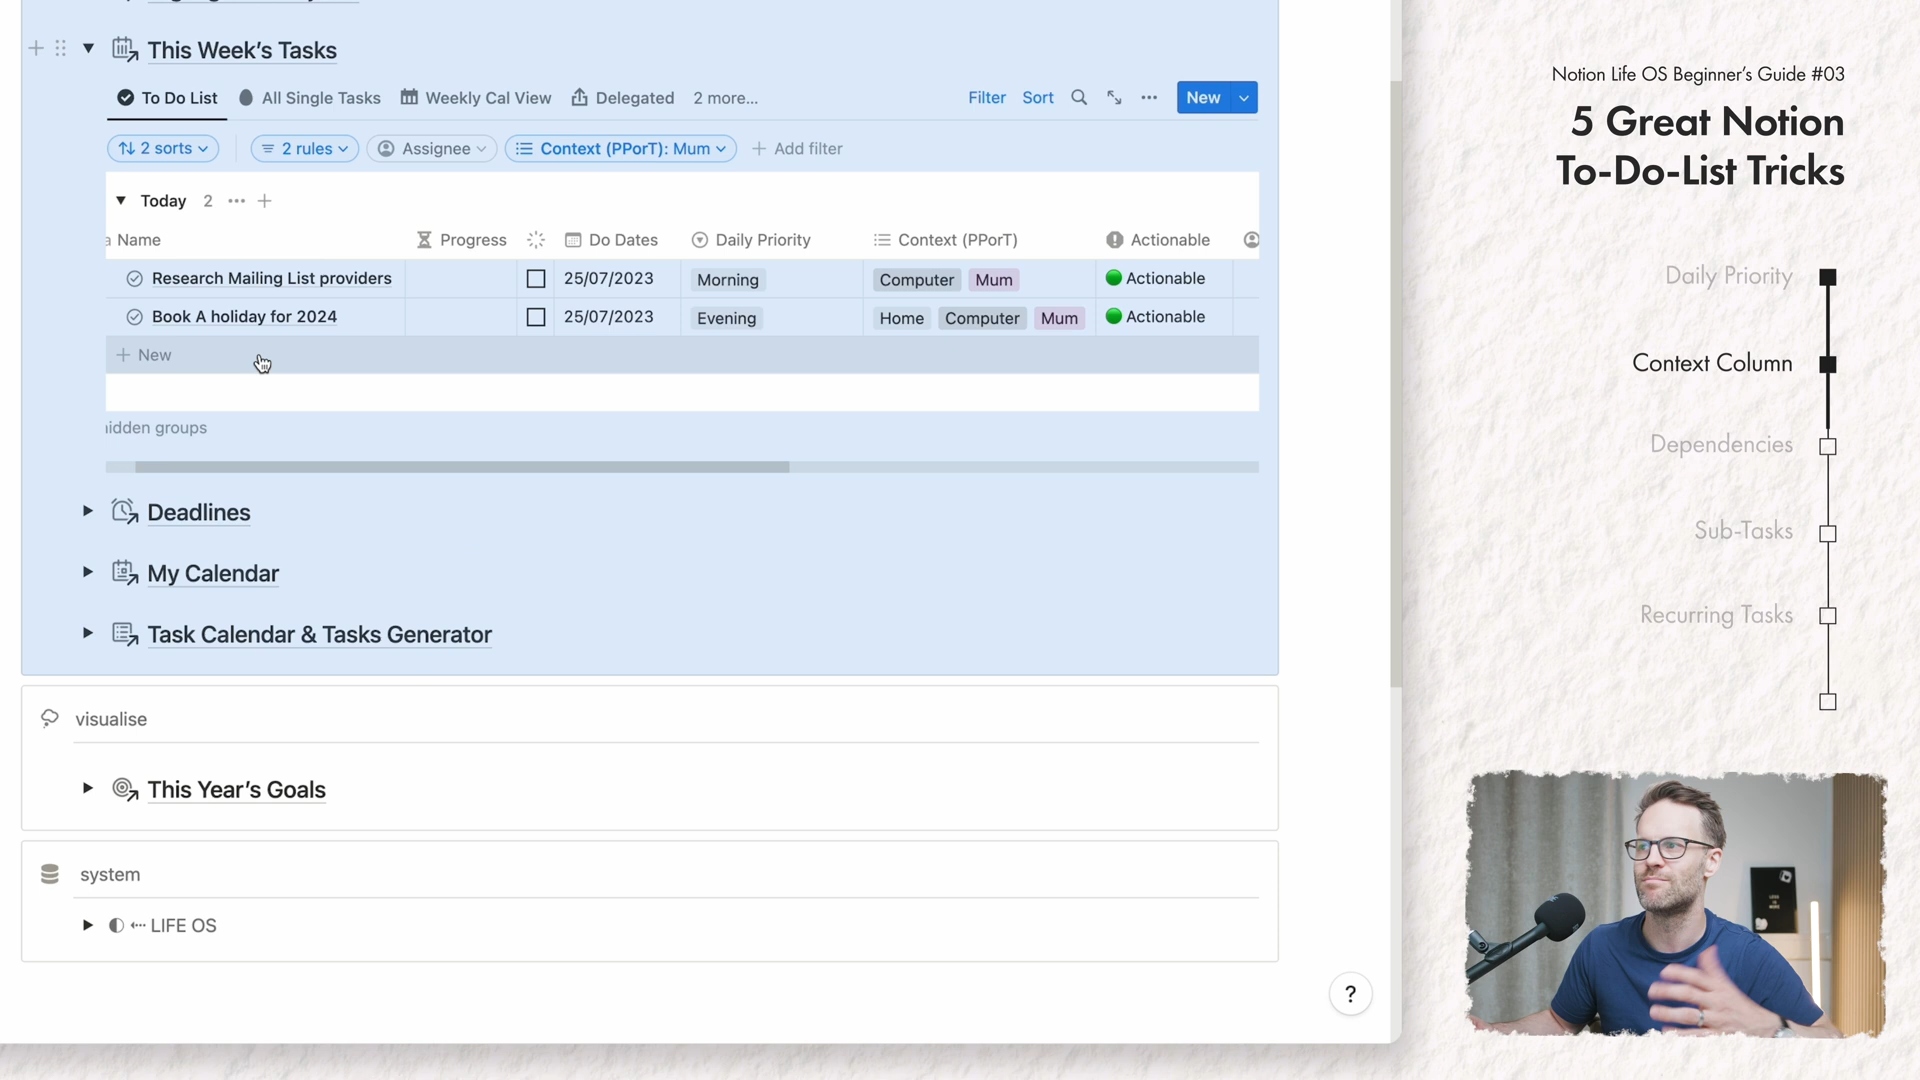 This Week's Tasks
To Do List All Single Tasks Weekly Cal View Delegated 2 more... Filter Sort New
2 sorts 2 rules Assignee Context (PPorT): Mum Add filter
Today 2
Name Progress Do Dates Daily Priority Context (PPorT) Actionable
Research Mailing List providers 25/07/2023 Morning Computer Mum Actionable
Book A holiday for 2024 25/07/2023 Evening Home Computer Mum Actionable
New
groups
Deadlines
My Calendar
Task Calendar & Tasks Generator
visualise
This Year's Goals
system
LIFE OS
?
Notion Life OS Beginner's Guide #03
5 Great Notion
To-Do-List Tricks
Daily Priority
Context Column
Dependencies
Sub-Tasks
Recurring Tasks